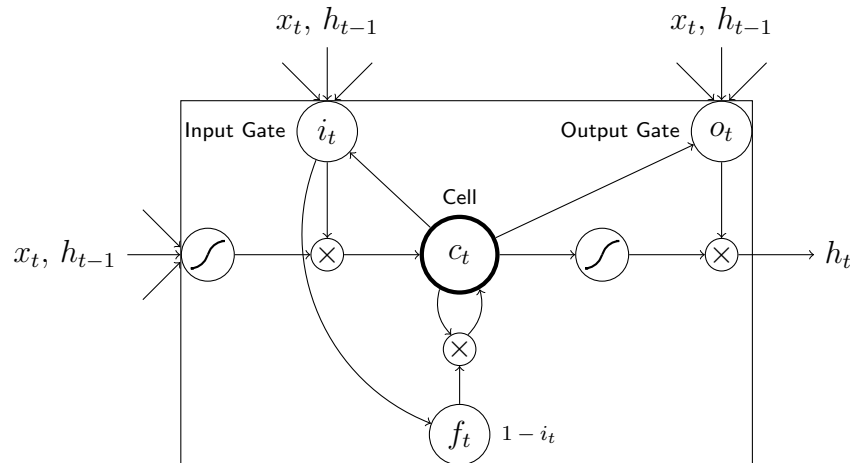 x_t, h_{t−1} x_t, h_{t−1}
Input Gate i_t Output Gate o_t
Cell
x_t, h_{t−1} × c_t × h_t
×
f_t 1 − i_t